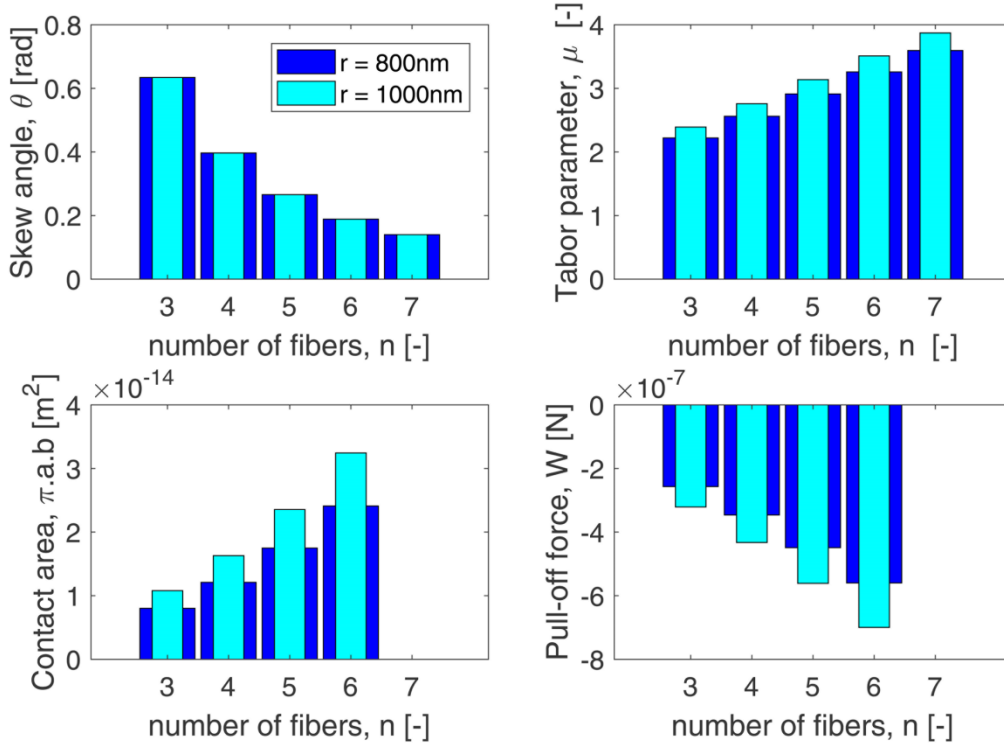 Skew angle, θ [rad]
0.8
0.6
0.4
0.2
0
r = 800nm
r = 1000nm
3 4 5 6 7
number of fibers, n [-]
Tabor parameter, μ [-]
4
3
2
1
0
3 4 5 6 7
number of fibers, n [-]
Contact area, π.a.b [m²]
×10⁻¹⁴
4
3
2
1
0
3 4 5 6 7
number of fibers, n [-]
Pull-off force, W [N]
×10⁻⁷
0
-2
-4
-6
-8
3 4 5 6 7
number of fibers, n [-]